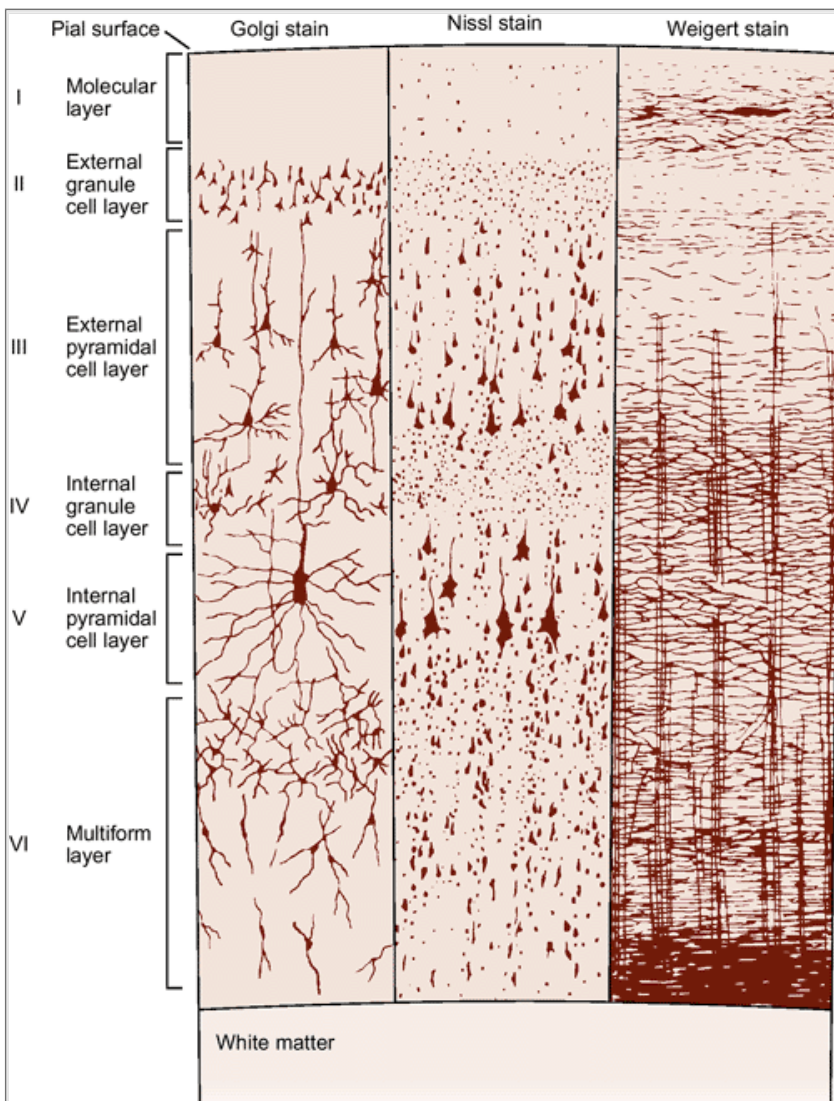 Pial surface
Golgi stain
Nissl stain
Weigert stain
I
Molecular
layer
II
External
granule
cell layer
III
External
pyramidal
cell layer
IV
Internal
granule
cell layer
V
Internal
pyramidal
cell layer
VI
Multiform
layer
White matter